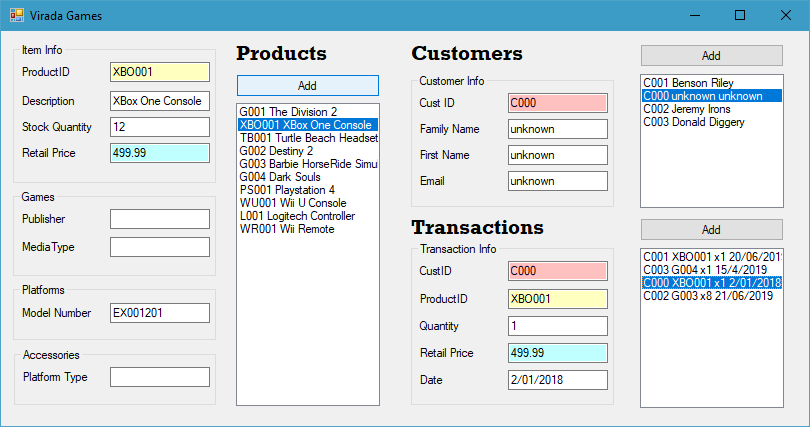 Virada Games
Item Info
ProductID XBO001
Description XBox One Console
Stock Quantity 12
Retail Price 499.99
Games
Publisher
MediaType
Platforms
Model Number EX001201
Accessories
Platform Type
Products
Add
G001 The Division 2
XBO001 XBox One Console
TB001 Turtle Beach Headset
G002 Destiny 2
G003 Barbie HorseRide Simu
G004 Dark Souls
PS001 Playstation 4
WU001 Wii U Console
L001 Logitech Controller
WR001 Wii Remote
Customers
Customer Info
Cust ID C000
Family Name unknown
First Name unknown
Email unknown
Add
C001 Benson Riley
C000 unknown unknown
C002 Jeremy Irons
C003 Donald Diggery
Transactions
Transaction Info
CustID C000
ProductID XBO001
Quantity 1
Retail Price 499.99
Date 2/01/2018
Add
C001 XBO001 x1 20/06/201
C003 G004 x1 15/4/2019
C000 XBO001 x1 2/01/2018
C002 G003 x8 21/06/2019